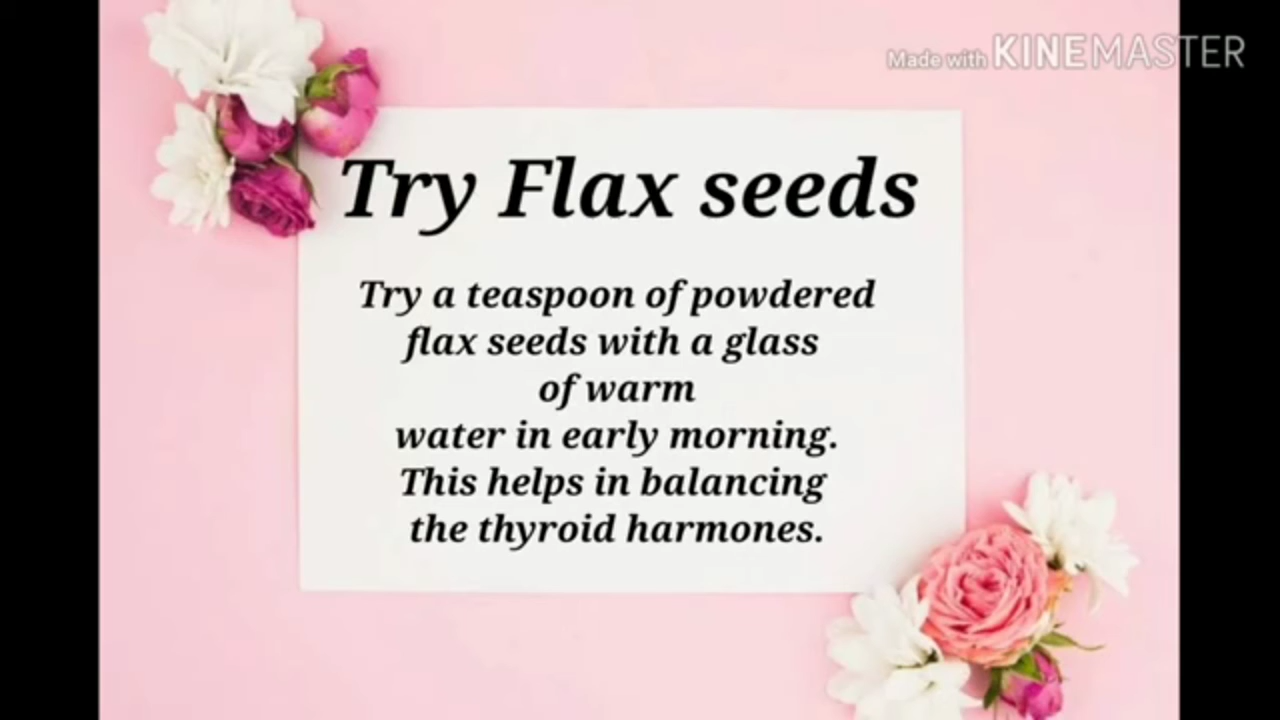 Made with KINEMASTER
Try Flax seeds
Try a teaspoon of powdered
flax seeds with a glass
of warm
water in early morning.
This helps in balancing
the thyroid harmones.